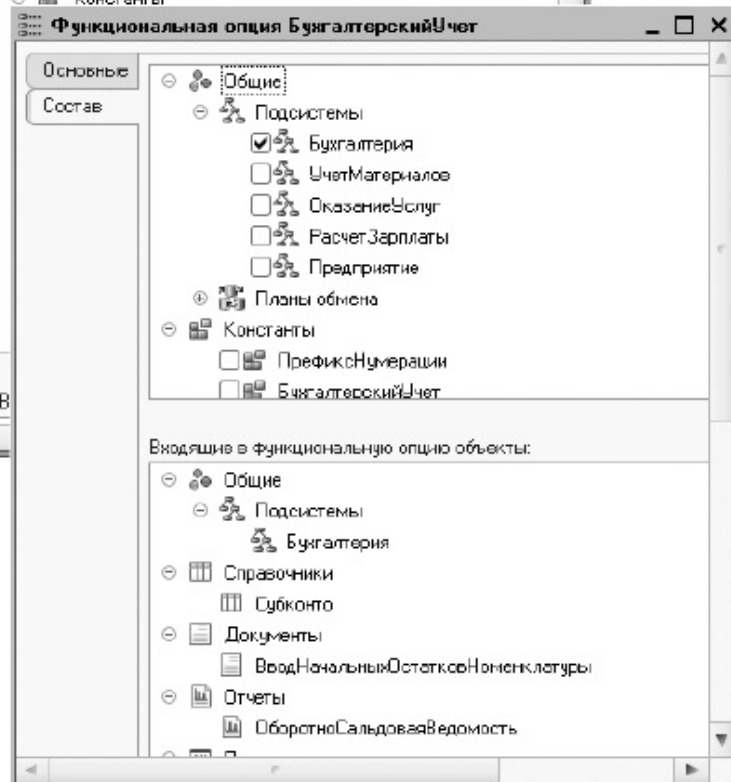 Константы
Функциональная опция БухгалтерскийУчет
Основные
Состав
Общие
Подсистемы
Бухгалтерия
УчетМатериалов
ОказаниеУслуг
РасчетЗарплаты
Предприятие
Планы обмена
Константы
ПрефиксНумерации
БухгалтерскийУчет
В
Входящие в функциональную опцию объекты:
Общие
Подсистемы
Бухгалтерия
Справочники
Субконто
Документы
ВводНачальныхОстатковНоменклатуры
Отчеты
ОборотноСальдоваяВедомость